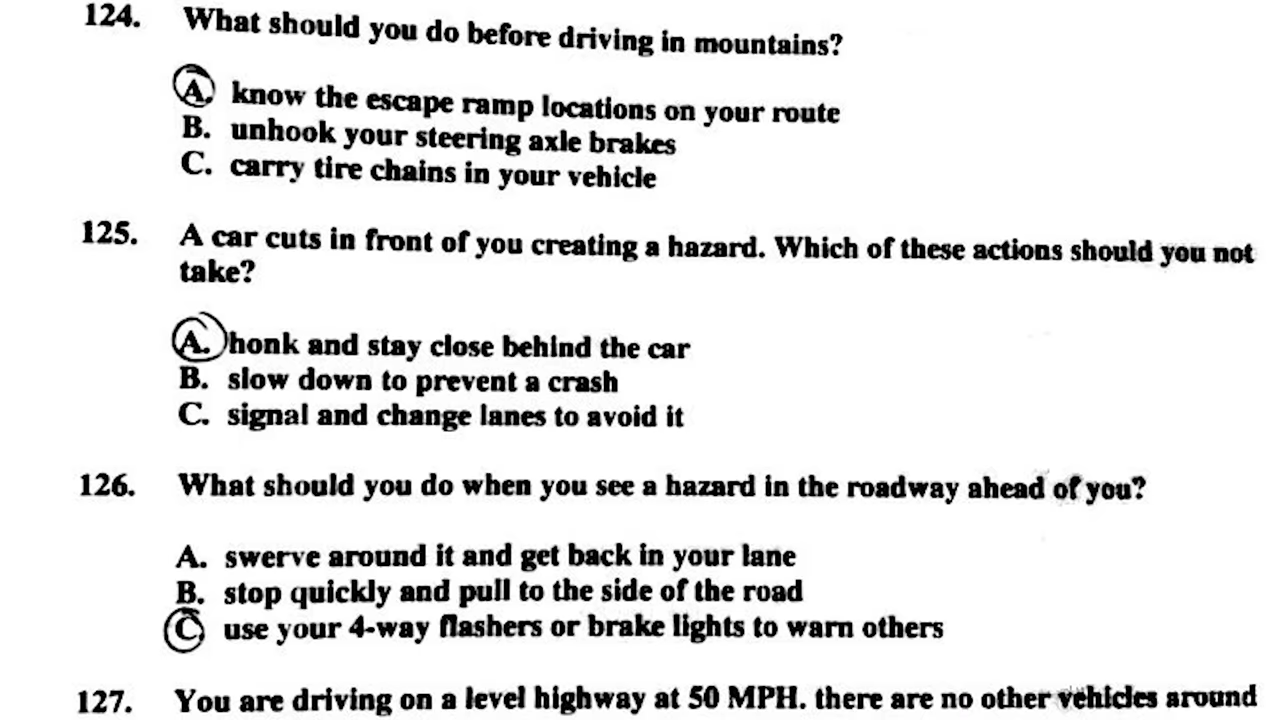 124. What should you do before driving in mountains?
A. know the escape ramp locations on your route
B. unhook your steering axle brakes
C. carry tire chains in your vehicle
125. A car cuts in front of you creating a hazard. Which of these actions should you not
take?
A. honk and stay close behind the car
B. slow down to prevent a crash
C. signal and change lanes to avoid it
126. What should you do when you see a hazard in the roadway ahead of you?
A. swerve around it and get back in your lane
B. stop quickly and pull to the side of the road
C. use your 4-way flashers or brake lights to warn others
127. You are driving on a level highway at 50 MPH. there are no other vehicles around